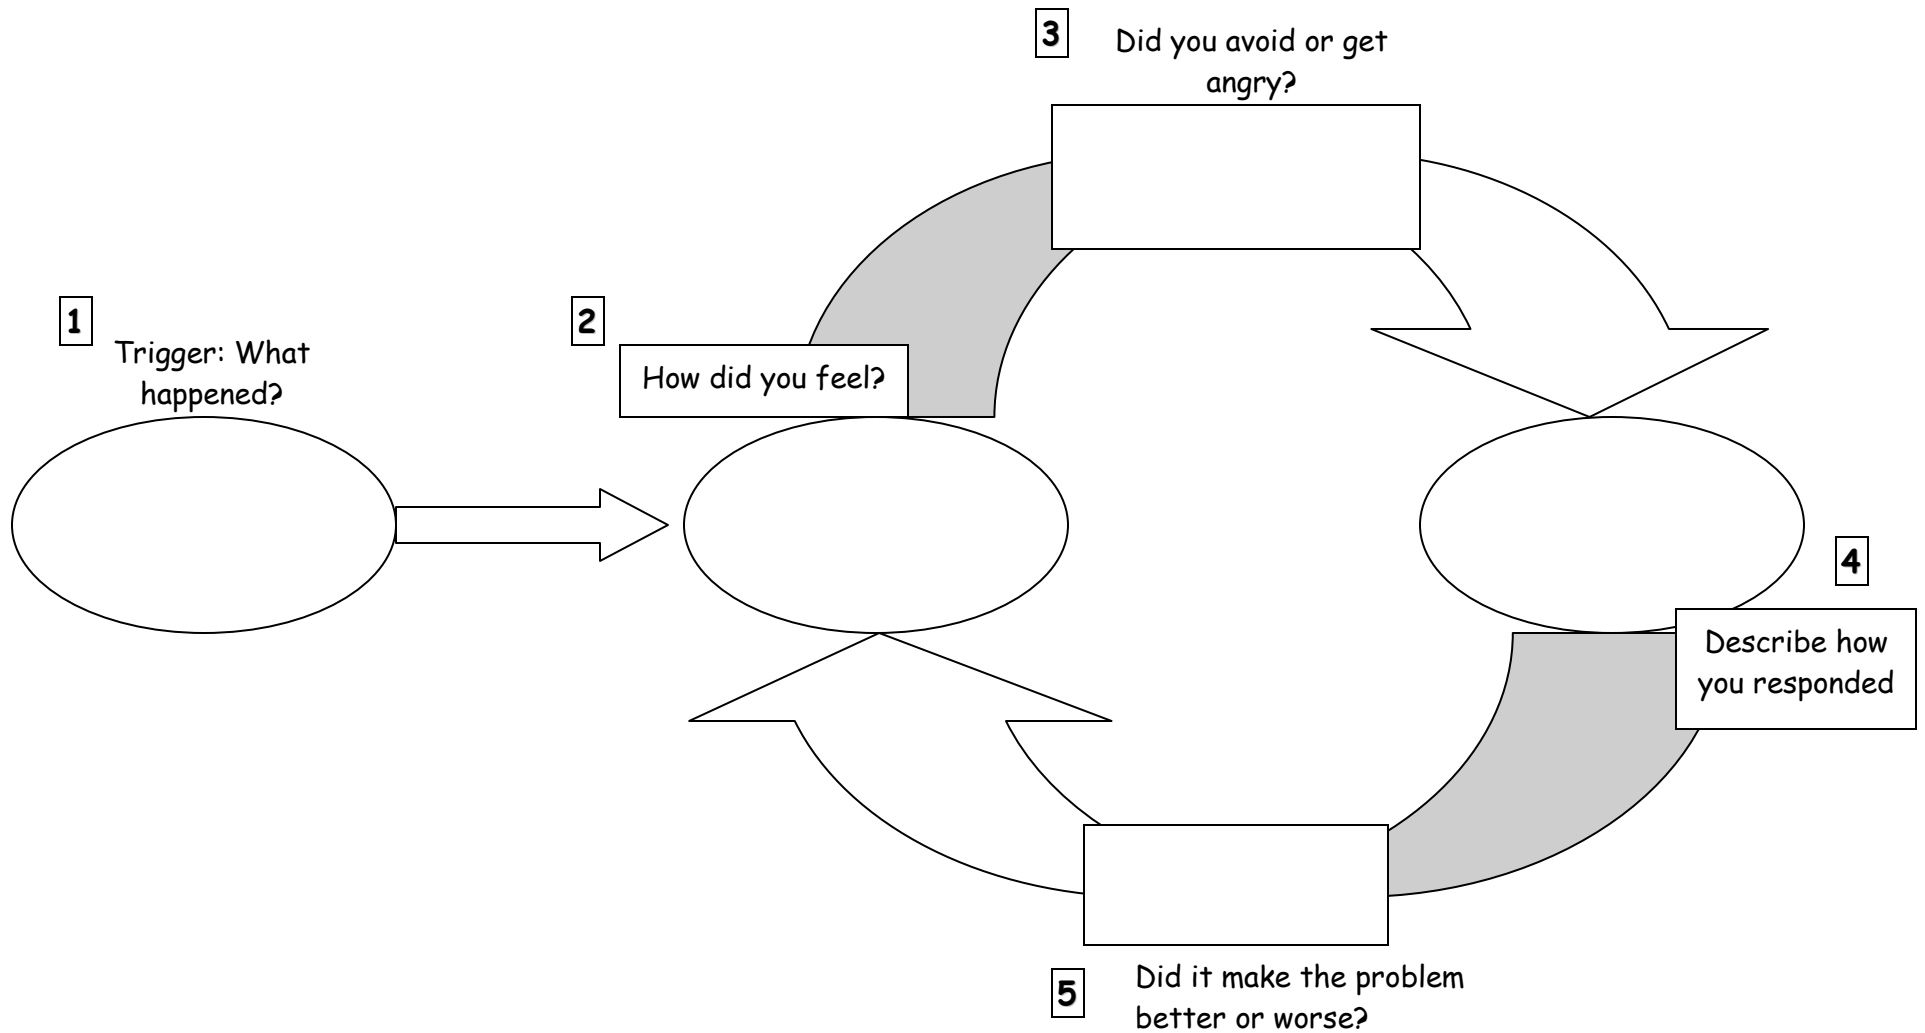 1
Trigger: What
happened?
2
How did you feel?
3
Did you avoid or get
angry?
4
Describe how
you responded
5
Did it make the problem
better or worse?